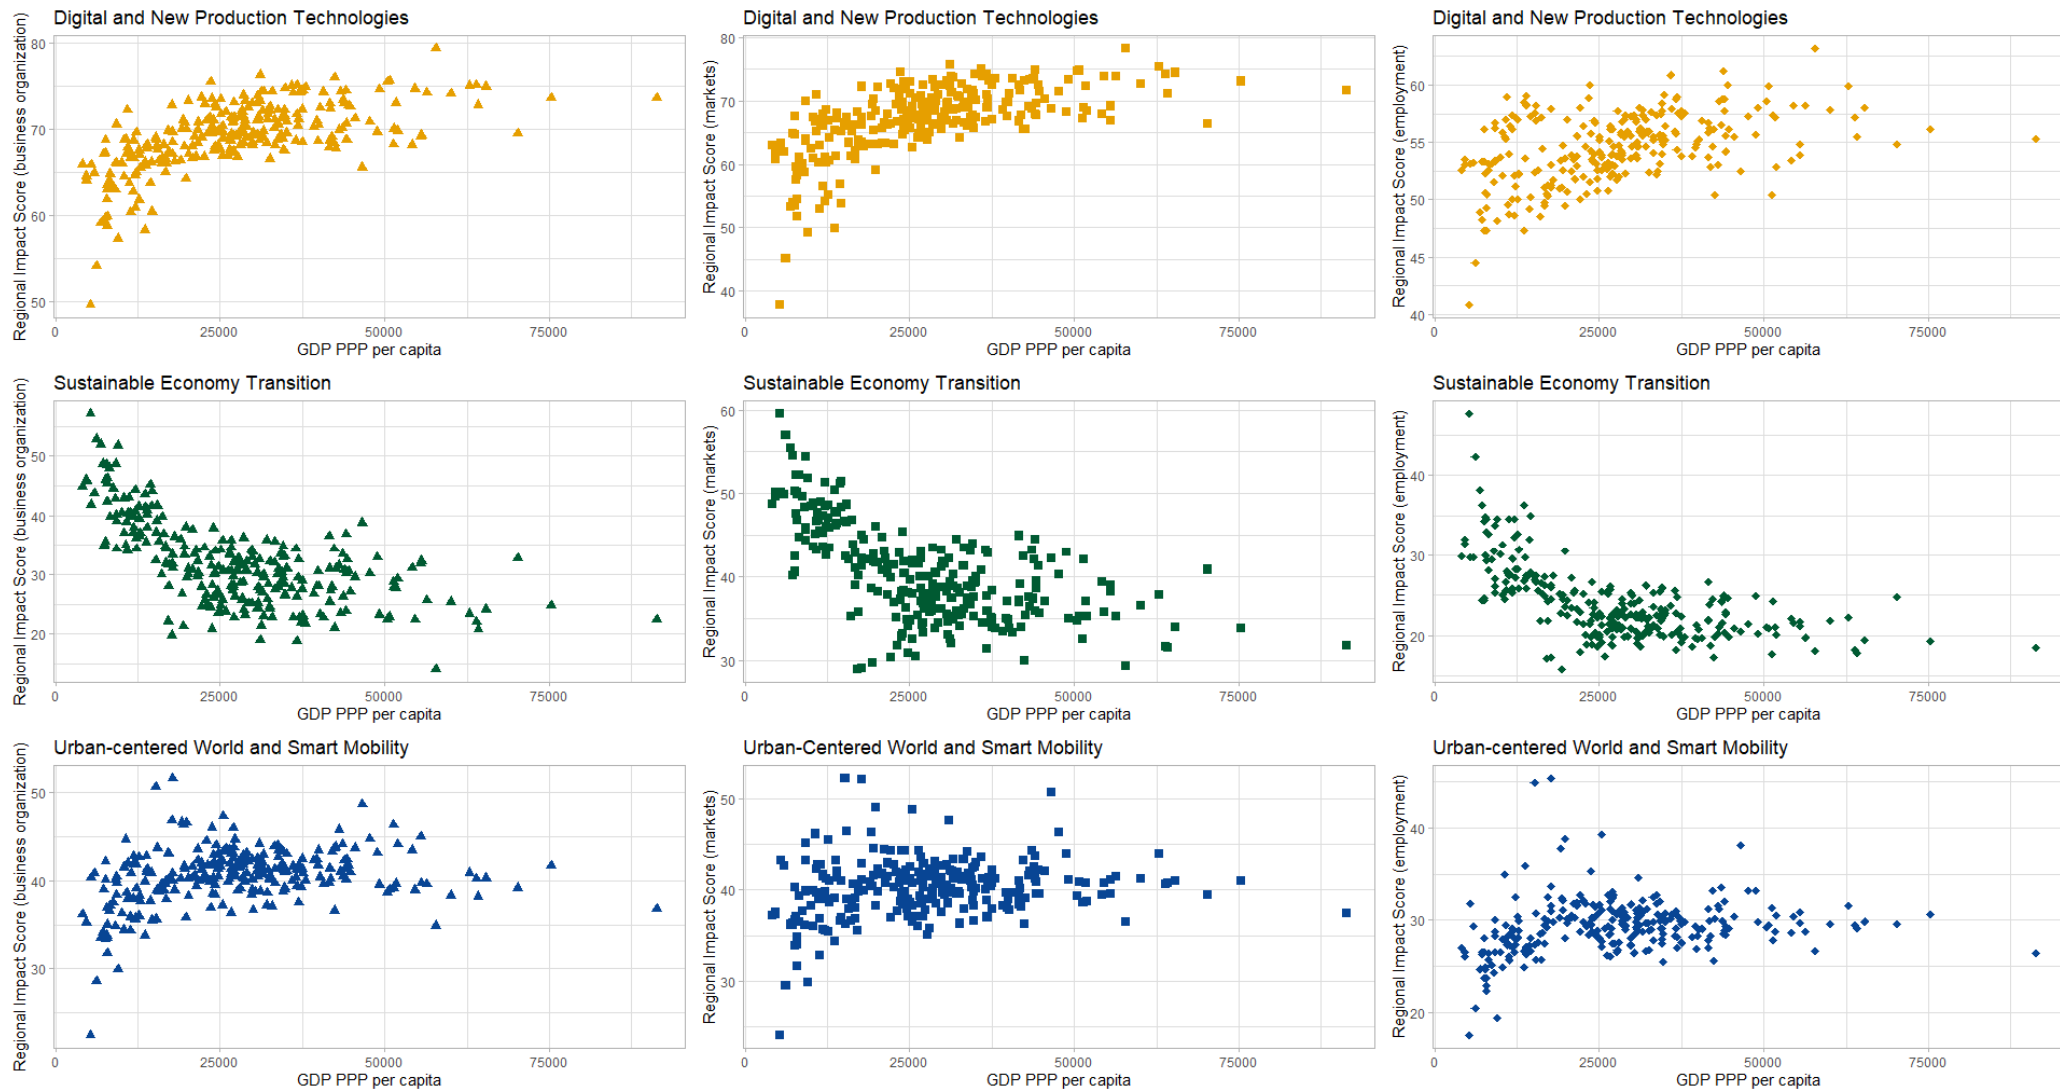 Digital and New Production Technologies
Regional Impact Score (business organization)
80
70
60
50
0 25000 50000 75000
GDP PPP per capita
Digital and New Production Technologies
Regional Impact Score (markets)
80
70
60
50
40
0 25000 50000 75000
GDP PPP per capita
Digital and New Production Technologies
Regional Impact Score (employment)
60
55
50
45
40
0 25000 50000 75000
GDP PPP per capita
Sustainable Economy Transition
Regional Impact Score (business organization)
50
40
30
20
0 25000 50000 75000
GDP PPP per capita
Sustainable Economy Transition
Regional Impact Score (markets)
60
50
40
30
0 25000 50000 75000
GDP PPP per capita
Sustainable Economy Transition
Regional Impact Score (employment)
40
30
20
0 25000 50000 75000
GDP PPP per capita
Urban-centered World and Smart Mobility
Regional Impact Score (business organization)
50
40
30
0 25000 50000 75000
GDP PPP per capita
Urban-Centered World and Smart Mobility
Regional Impact Score (markets)
50
40
30
0 25000 50000 75000
GDP PPP per capita
Urban-centered World and Smart Mobility
Regional Impact Score (employment)
40
30
20
0 25000 50000 75000
GDP PPP per capita